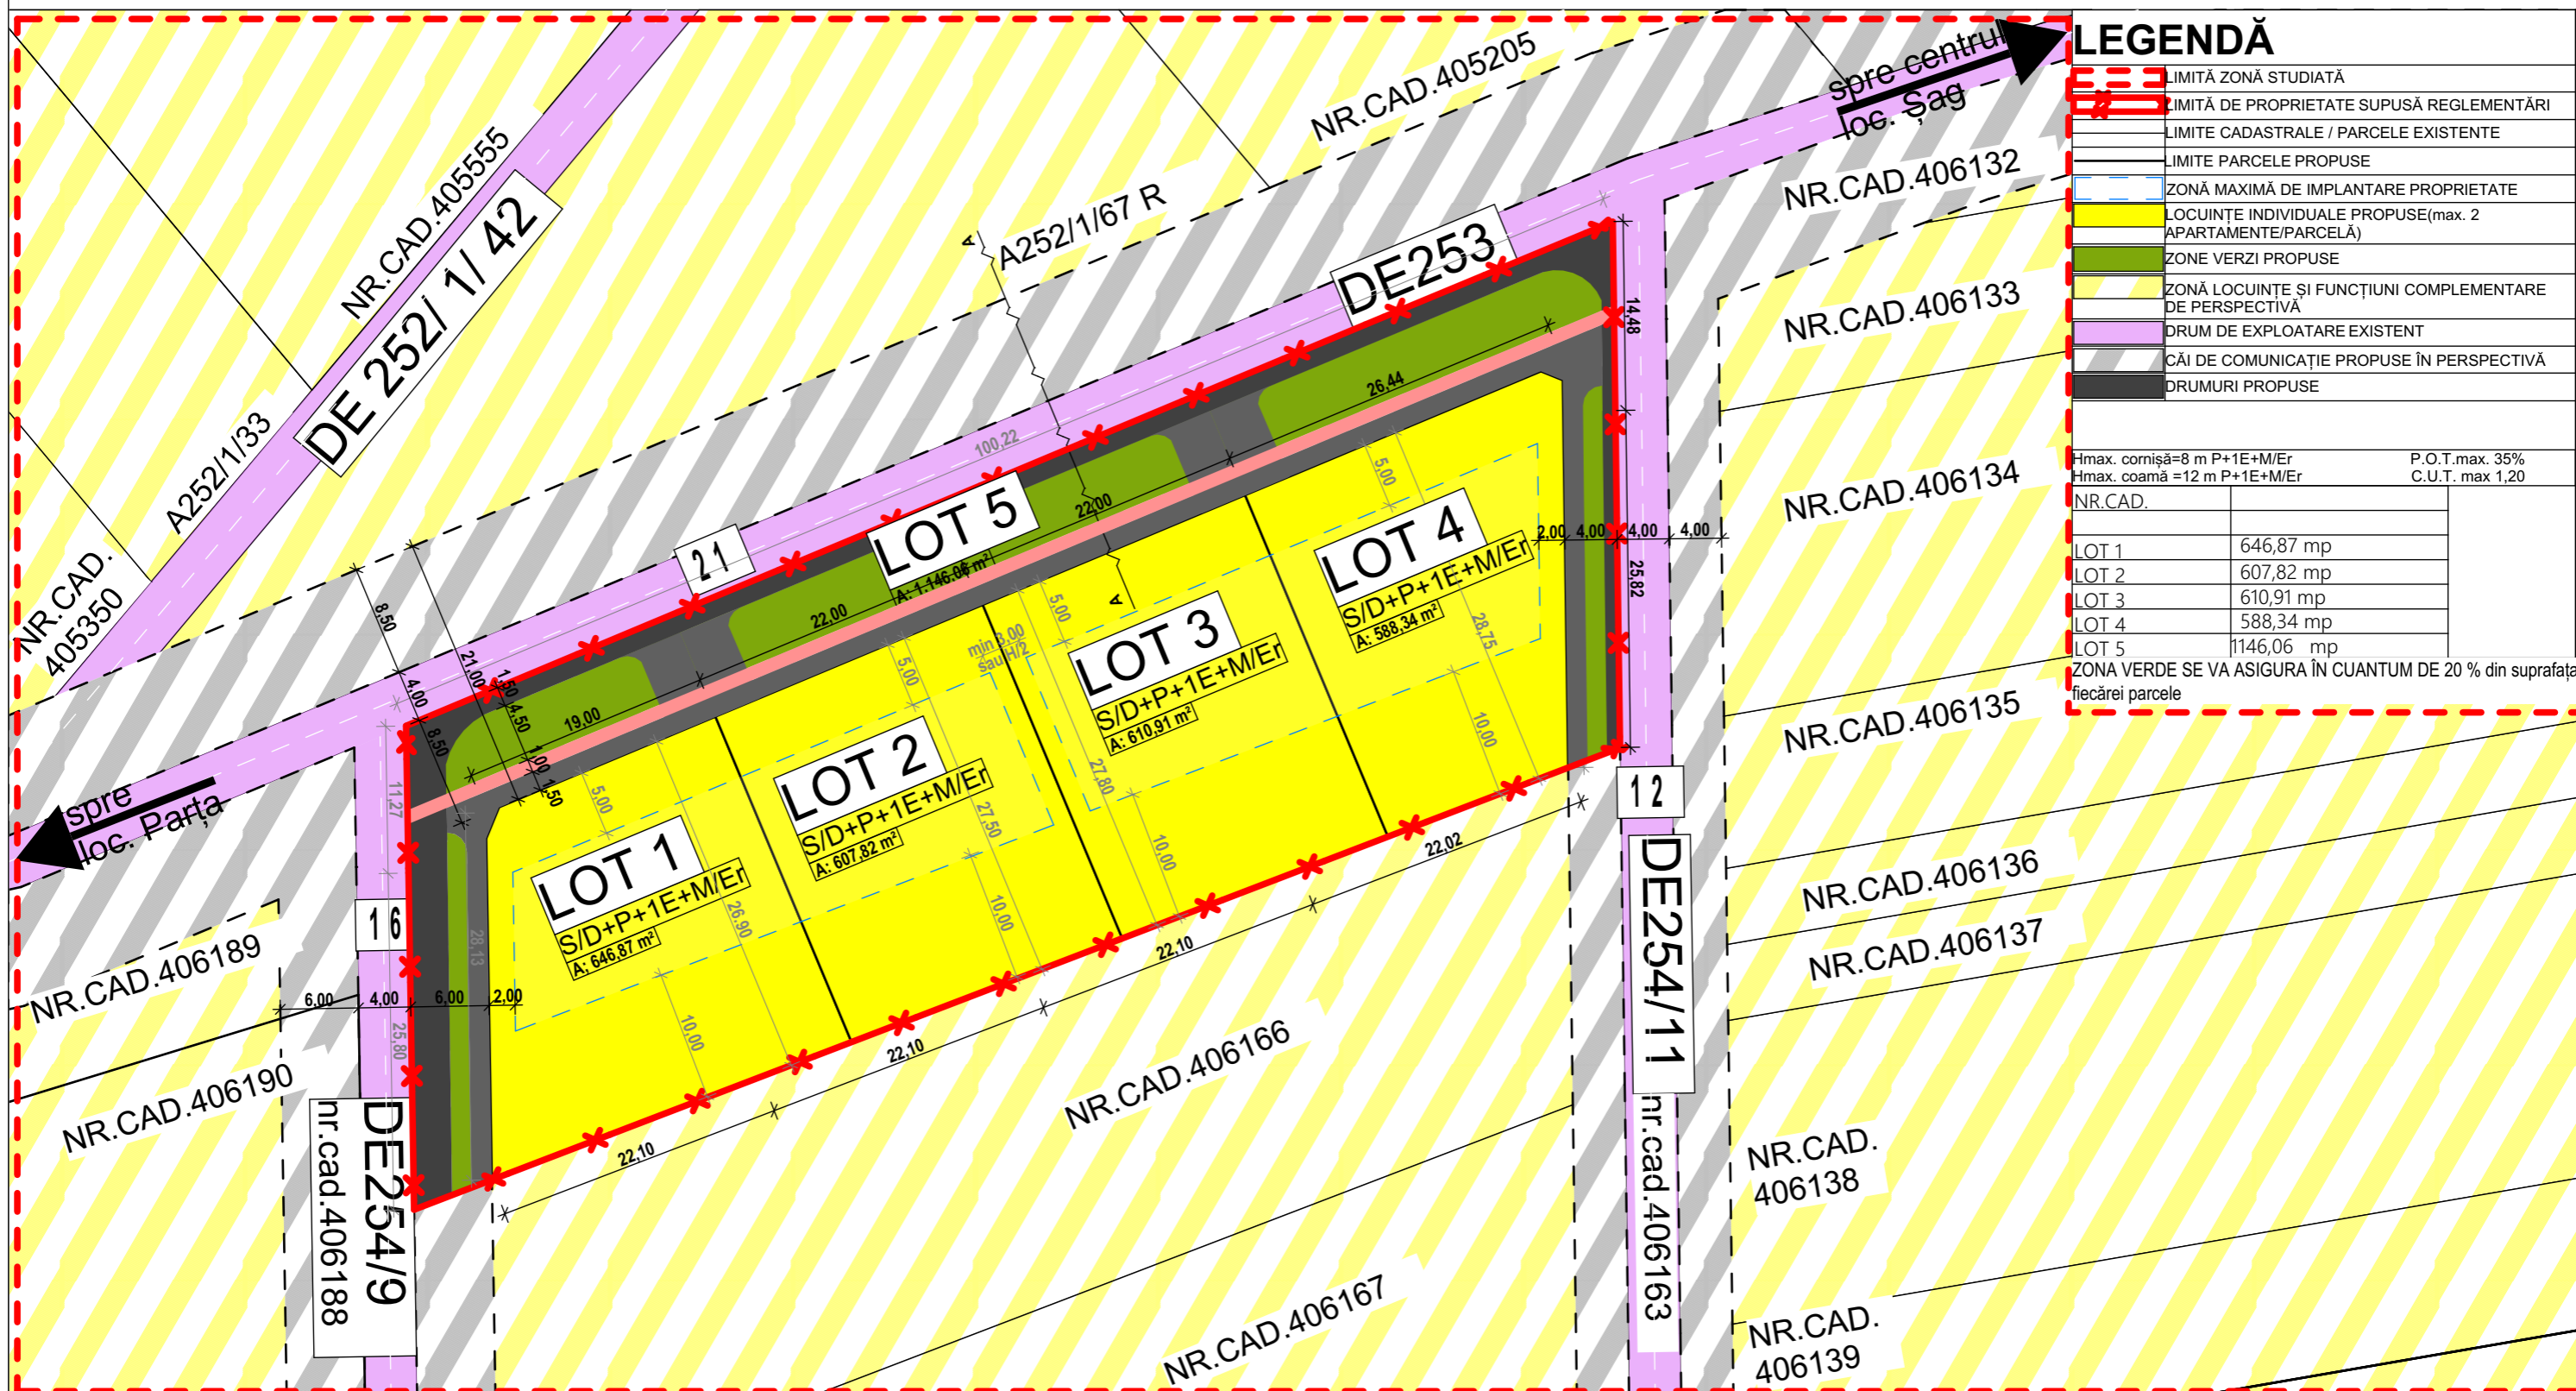 LEGENDĂ
LIMITĂ ZONĂ STUDIATĂ
LIMITĂ DE PROPRIETATE SUPUSĂ REGLEMENTĂRI
LIMITE CADASTRALE / PARCELE EXISTENTE
LIMITE PARCELE PROPUSE
ZONĂ MAXIMĂ DE IMPLANTARE PROPRIETATE
LOCUINȚE INDIVIDUALE PROPUSE(max. 2
APARTAMENTE/PARCELĂ)
ZONE VERZI PROPUSE
ZONĂ LOCUINȚE ȘI FUNCȚIUNI COMPLEMENTARE
DE PERSPECTIVĂ
DRUM DE EXPLOATARE EXISTENT
CĂI DE COMUNICAȚIE PROPUSE ÎN PERSPECTIVĂ
DRUMURI PROPUSE
Hmax. cornișă=8 m P+1E+M/Er P.O.T.max. 35%
Hmax. coamă =12 m P+1E+M/Er C.U.T. max 1,20
NR.CAD.
LOT 1 646,87 mp
LOT 2 607,82 mp
LOT 3 610,91 mp
LOT 4 588,34 mp
LOT 5 1146,06 mp
ZONA VERDE SE VA ASIGURA ÎN CUANTUM DE 20 % din suprafața
fiecărei parcele
spre centrul
loc. Șag
NR.CAD.405205
NR.CAD.405555
DE 252/ 1/ 42
A252/1/33
NR.CAD.
405350
A252/1/67 R
A
DE253
NR.CAD.406132
NR.CAD.406133
NR.CAD.406134
NR.CAD.406135
NR.CAD.406136
NR.CAD.406137
NR.CAD.
406138
NR.CAD.
406139
14,48
26,44
100,22
5,00
22,00
21
LOT 5
A: 1.146.06 m²
22,00
19,00
LOT 4
S/D+P+1E+M/Er
A: 588,34 m²
28,75
10,00
2,00
4,00
4,00
4,00
25,82
LOT 3
S/D+P+1E+M/Er
A: 610,91 m²
5,00
27,80
10,00
A
min 3,00
sau H/2
LOT 2
S/D+P+1E+M/Er
A: 607,82 m²
5,00
27,50
10,00
LOT 1
S/D+P+1E+M/Er
A: 646,87 m²
5,00
26,90
10,00
8,50
21,00
4,00
8,50
1,50
4,50
1,00
1,50
11,27
28,13
16
6,00
4,00
6,00
2,00
25,80
spre
loc. Parța
NR.CAD.406189
NR.CAD.406190
DE254/9
nr.cad.406188
22,10
22,10
22,10
22,02
NR.CAD.406166
NR.CAD.406167
12
DE254/11
nr.cad.406163